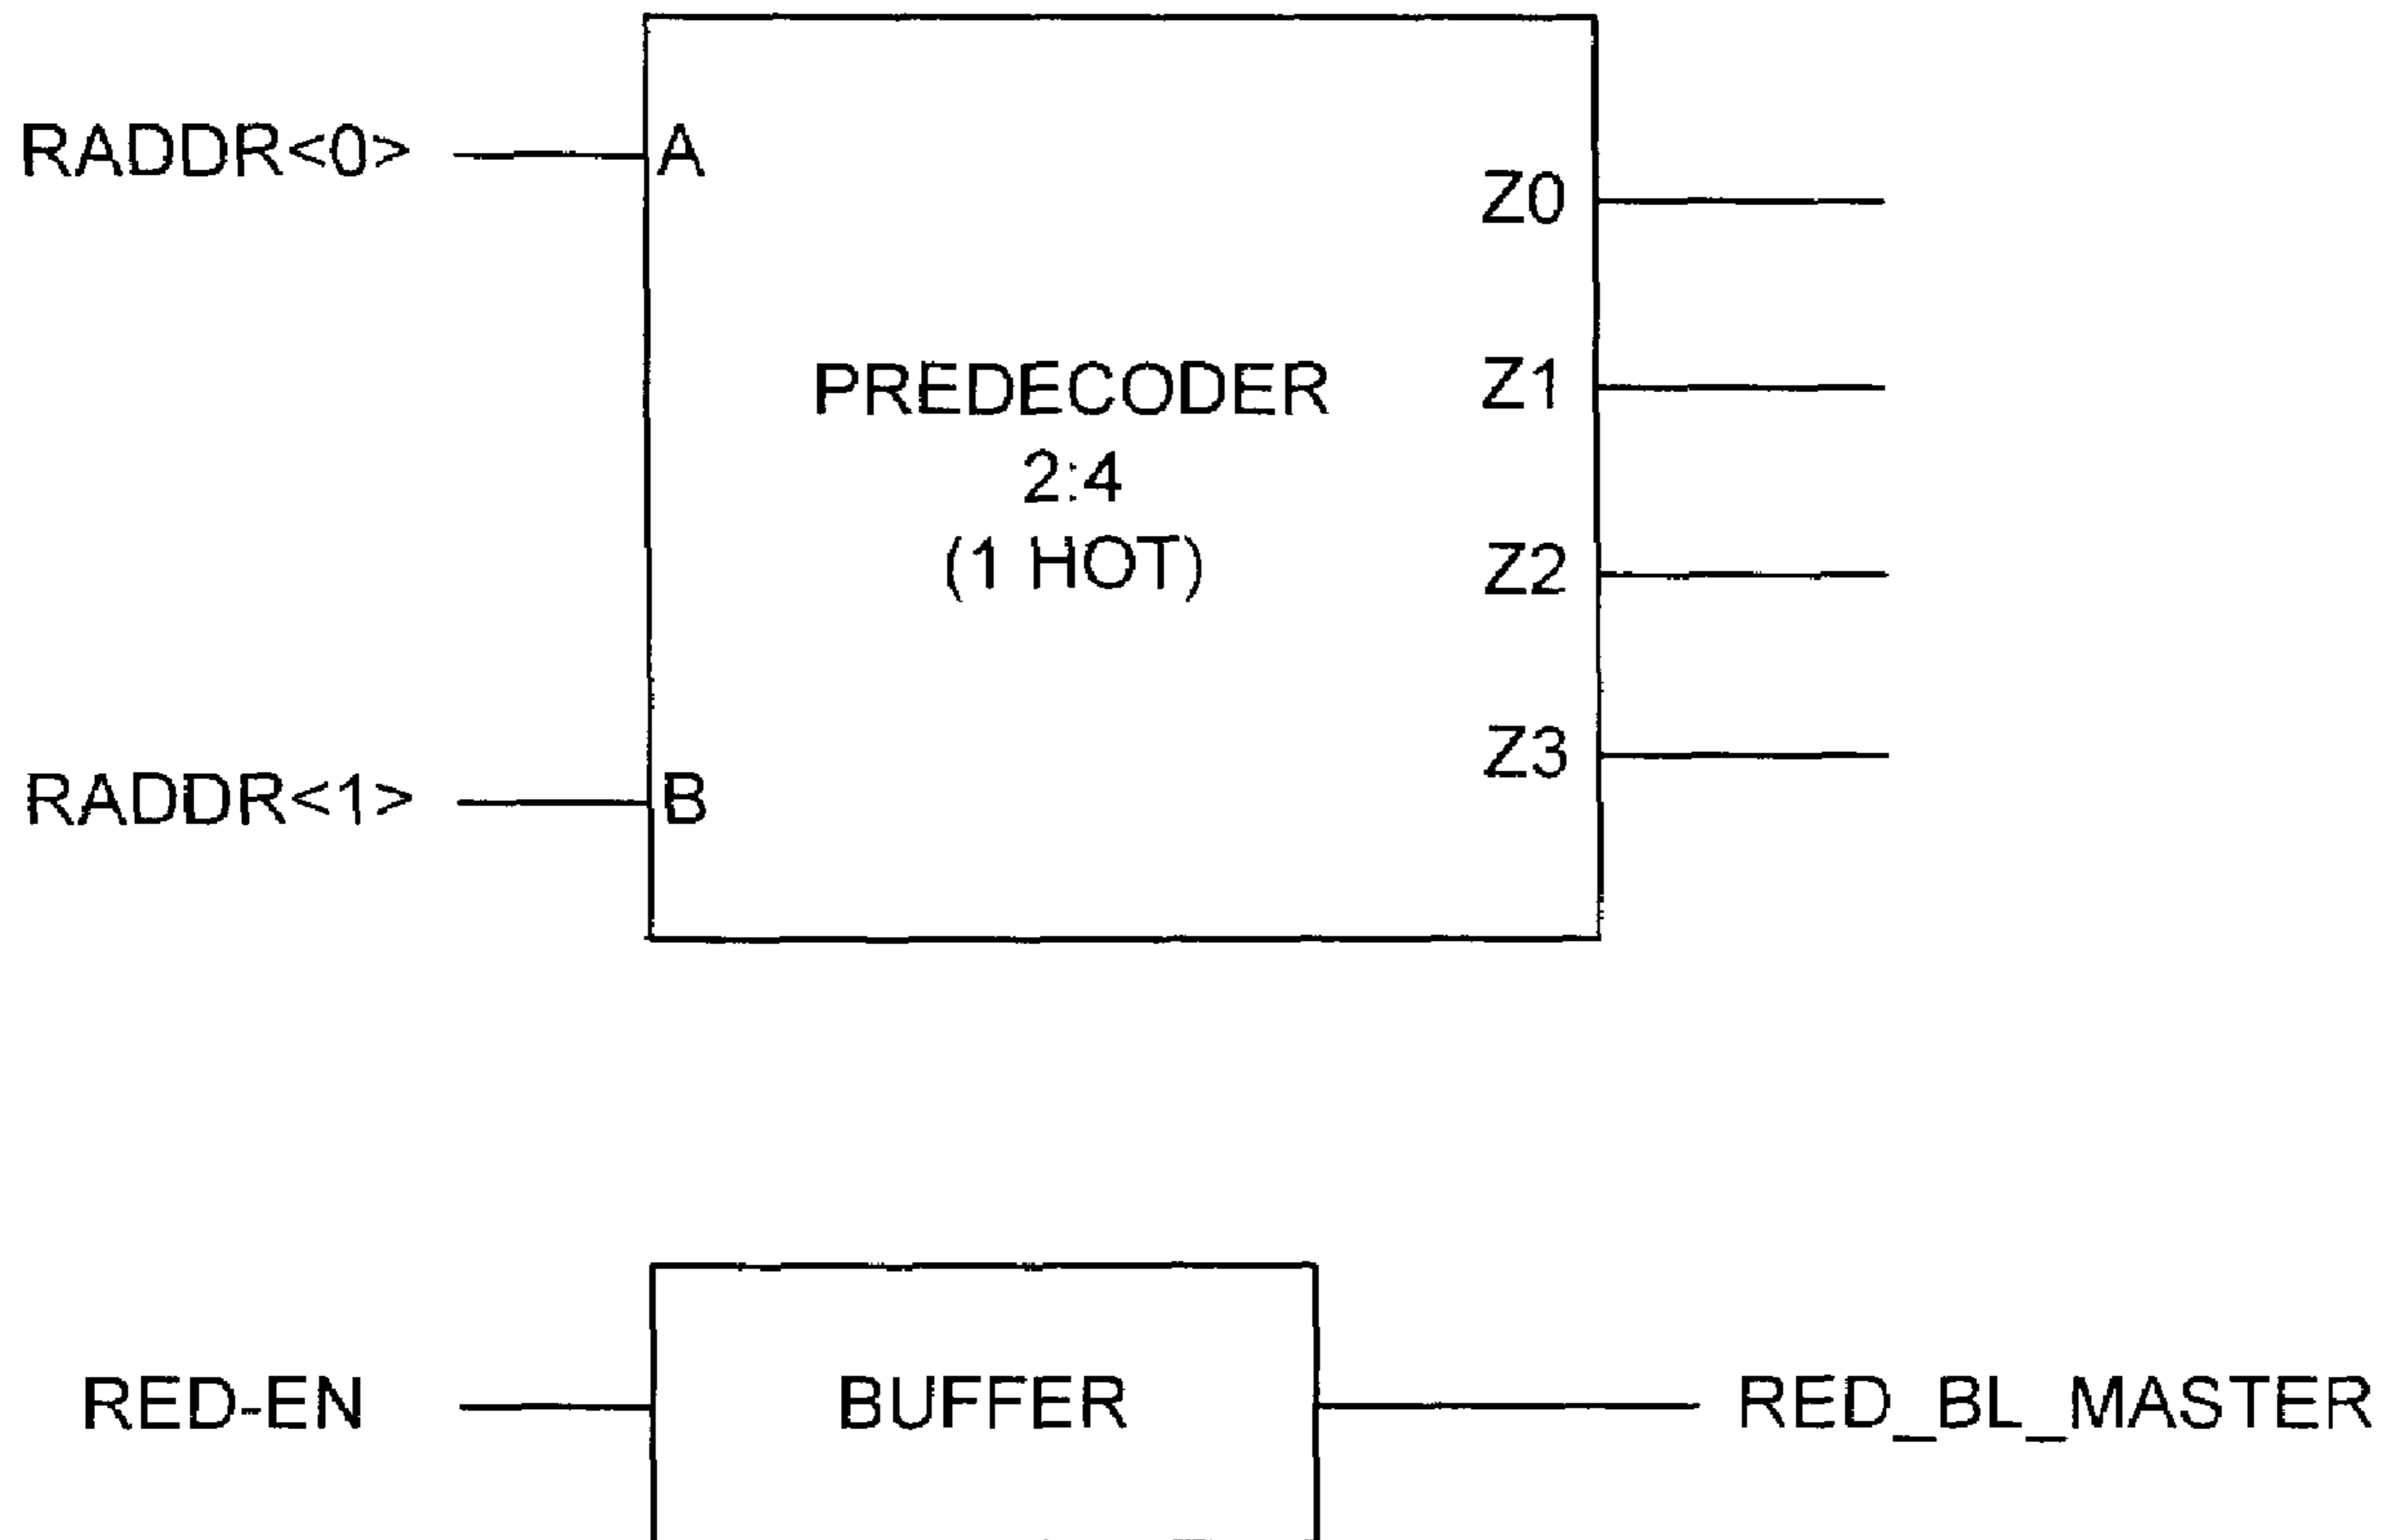 RADDR<0>
A
Z0
PREDECODER
2:4
(1 HOT)
Z1
Z2
Z3
RADDR<1>
B
RED-EN
BUFFER
RED_BL_MASTER